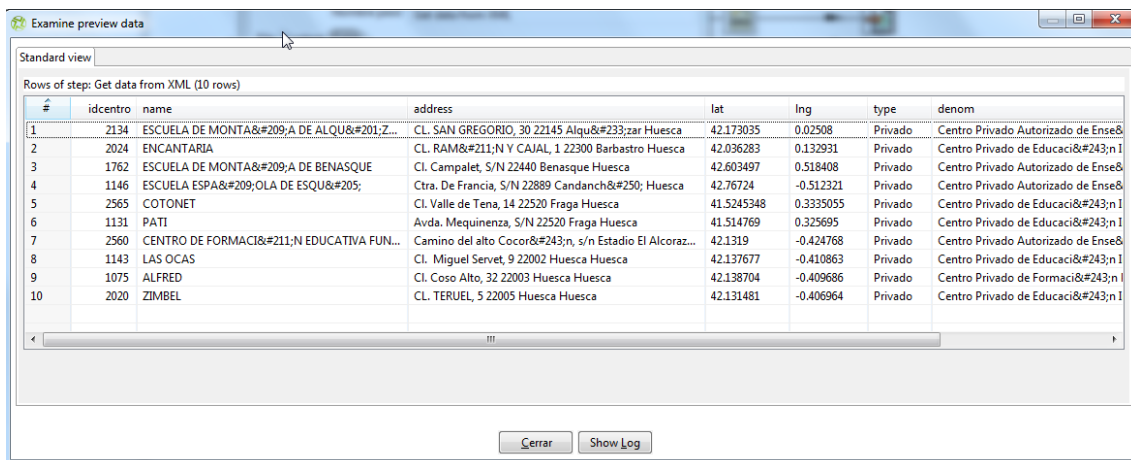 Examine preview data
Standard view
Rows of step: Get data from XML (10 rows)
# idcentro name address lat lng type denom
1 2134 ESCUELA DE MONTA&#209;A DE ALQU&#201;Z... CL. SAN GREGORIO, 30 22145 Alqu&#233;zar Huesca 42.173035 0.02508 Privado Centro Privado Autorizado de Ense&
2 2024 ENCANTARIA CL. RAM&#211;N Y CAJAL, 1 22300 Barbastro Huesca 42.036283 0.132931 Privado Centro Privado de Educaci&#243;n I
3 1762 ESCUELA DE MONTA&#209;A DE BENASQUE Cl. Campalet, S/N 22440 Benasque Huesca 42.603497 0.518408 Privado Centro Privado Autorizado de Ense&
4 1146 ESCUELA ESPA&#209;OLA DE ESQU&#205; Ctra. De Francia, S/N 22889 Candanch&#250; Huesca 42.76724 -0.512321 Privado Centro Privado Autorizado de Ense&
5 2565 COTONET Cl. Valle de Tena, 14 22520 Fraga Huesca 41.5245348 0.3335055 Privado Centro Privado de Educaci&#243;n I
6 1131 PATI Avda. Mequinenza, S/N 22520 Fraga Huesca 41.514769 0.325695 Privado Centro Privado de Educaci&#243;n I
7 2560 CENTRO DE FORMACI&#211;N EDUCATIVA FUN... Camino del alto Cocor&#243;n, s/n Estadio El Alcoraz... 42.1319 -0.424768 Privado Centro Privado Autorizado de Ense&
8 1143 LAS OCAS Cl. Miguel Servet, 9 22002 Huesca Huesca 42.137677 -0.410863 Privado Centro Privado de Educaci&#243;n I
9 1075 ALFRED Cl. Coso Alto, 32 22003 Huesca Huesca 42.138704 -0.409686 Privado Centro Privado de Formaci&#243;n I
10 2020 ZIMBEL CL. TERUEL, 5 22005 Huesca Huesca 42.131481 -0.406964 Privado Centro Privado de Educaci&#243;n I
Cerrar Show Log